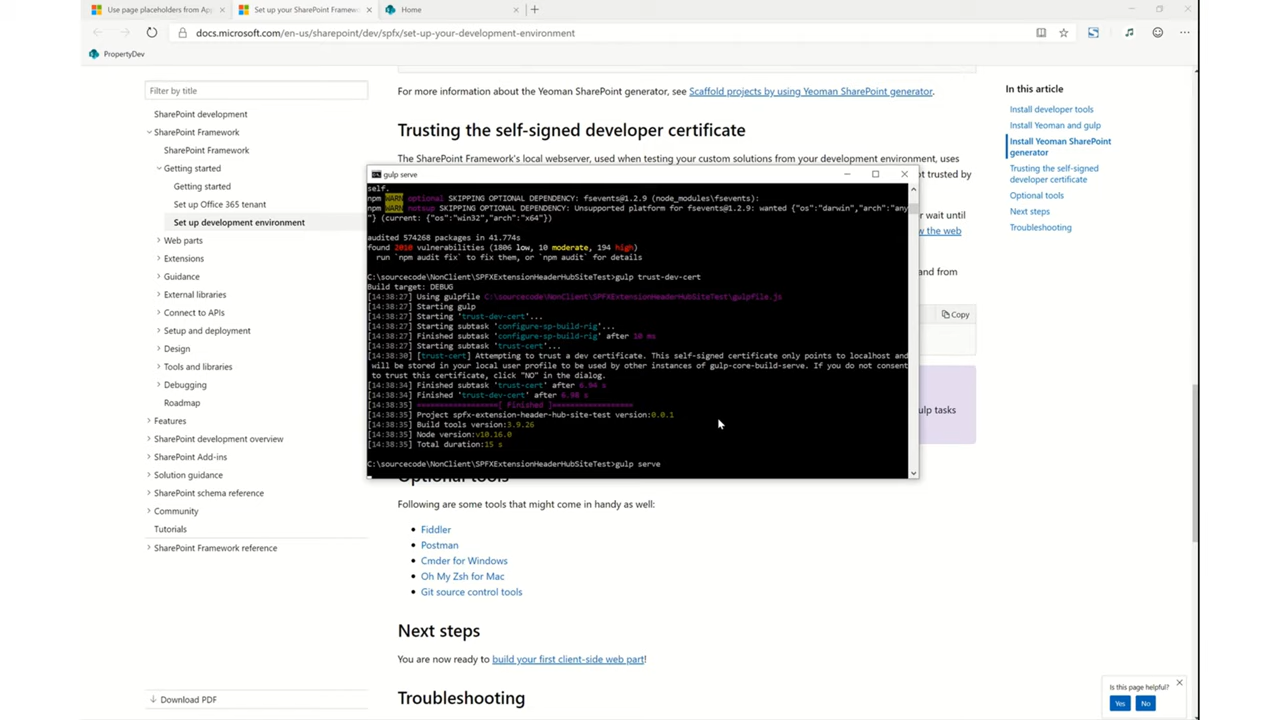 Use page placeholders from Ap
Set up your SharePoint Framew
Home
docs.microsoft.com/en-us/sharepoint/dev/spfx/set-up-your-development-environment
PropertyDev
Filter by title
SharePoint development
SharePoint Framework
SharePoint Framework
Getting started
Getting started
Set up Office 365 tenant
Set up development environment
Web parts
Extensions
Guidance
External libraries
Connect to APIs
Setup and deployment
Design
Tools and libraries
Debugging
Roadmap
Features
SharePoint development overview
SharePoint Add-ins
Solution guidance
SharePoint schema reference
Community
Tutorials
SharePoint Framework reference
Download PDF
For more information about the Yeoman SharePoint generator, see Scaffold projects by using Yeoman SharePoint generator.
Trusting the self-signed developer certificate
The SharePoint Framework's local webserver, used when testing your custom solutions from your development environment, uses
not trusted by
gulp serve
self.
npm WARN optional SKIPPING OPTIONAL DEPENDENCY: fsevents@1.2.9 (node_modules\fsevents):
npm WARN notsup SKIPPING OPTIONAL DEPENDENCY: Unsupported platform for fsevents@1.2.9: wanted {"os":"darwin","arch":"any
"} (current: {"os":"win32","arch":"x64"})
audited 574268 packages in 41.774s
found 2010 vulnerabilities (1806 low, 10 moderate, 194 high)
run `npm audit fix` to fix them, or `npm audit` for details
C:\sourcecode\NonClient\SPFXExtensionHeaderHubSiteTest>gulp trust-dev-cert
Build target: DEBUG
[14:38:27] Using gulpfile C:\sourcecode\NonClient\SPFXExtensionHeaderHubSiteTest\gulpfile.js
[14:38:27] Starting gulp
[14:38:27] Starting 'trust-dev-cert'...
[14:38:27] Starting subtask 'configure-sp-build-rig'...
[14:38:27] Finished subtask 'configure-sp-build-rig' after 10 ms
[14:38:27] Starting subtask 'trust-cert'...
[14:38:30] [trust-cert] Attempting to trust a dev certificate. This self-signed certificate only points to localhost and
will be stored in your local user profile to be used by other instances of gulp-core-build-serve. If you do not consent
to trust this certificate, click "NO" in the dialog.
[14:38:34] Finished subtask 'trust-cert' after 6.94 s
[14:38:34] Finished 'trust-dev-cert' after 6.98 s
[14:38:35] ==================[ Finished ]==================
[14:38:35] Project spfx-extension-header-hub-site-test version:0.0.1
[14:38:35] Build tools version:3.9.26
[14:38:35] Node version:v10.16.0
[14:38:35] Total duration:15 s
C:\sourcecode\NonClient\SPFXExtensionHeaderHubSiteTest>gulp serve
r wait until
w the web
and from
Copy
ulp tasks
Optional tools
Following are some tools that might come in handy as well:
Fiddler
Postman
Cmder for Windows
Oh My Zsh for Mac
Git source control tools
Next steps
You are now ready to build your first client-side web part!
Troubleshooting
In this article
Install developer tools
Install Yeoman and gulp
Install Yeoman SharePoint
generator
Trusting the self-signed
developer certificate
Optional tools
Next steps
Troubleshooting
Is this page helpful?
Yes
No